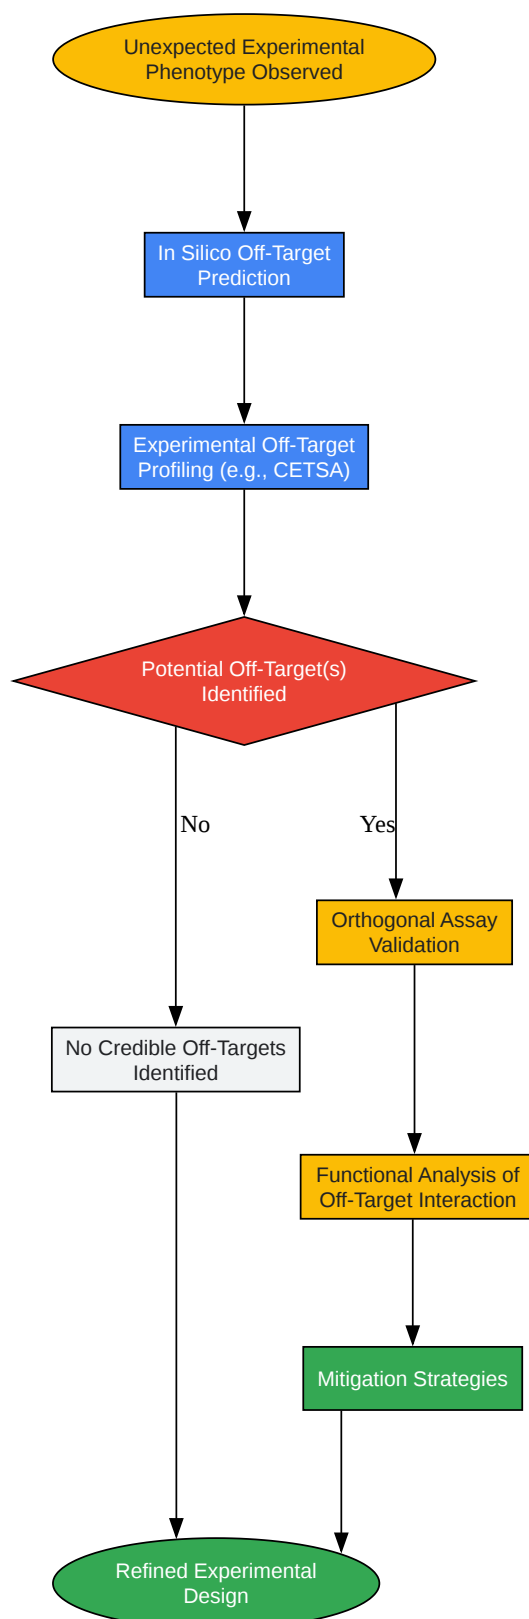 Unexpected Experimental
Phenotype Observed
In Silico Off-Target
Prediction
Experimental Off-Target
Profiling (e.g., CETSA)
Potential Off-Target(s)
Identified
No
Yes
Orthogonal Assay
Validation
No Credible Off-Targets
Identified
Functional Analysis of
Off-Target Interaction
Mitigation Strategies
Refined Experimental
Design